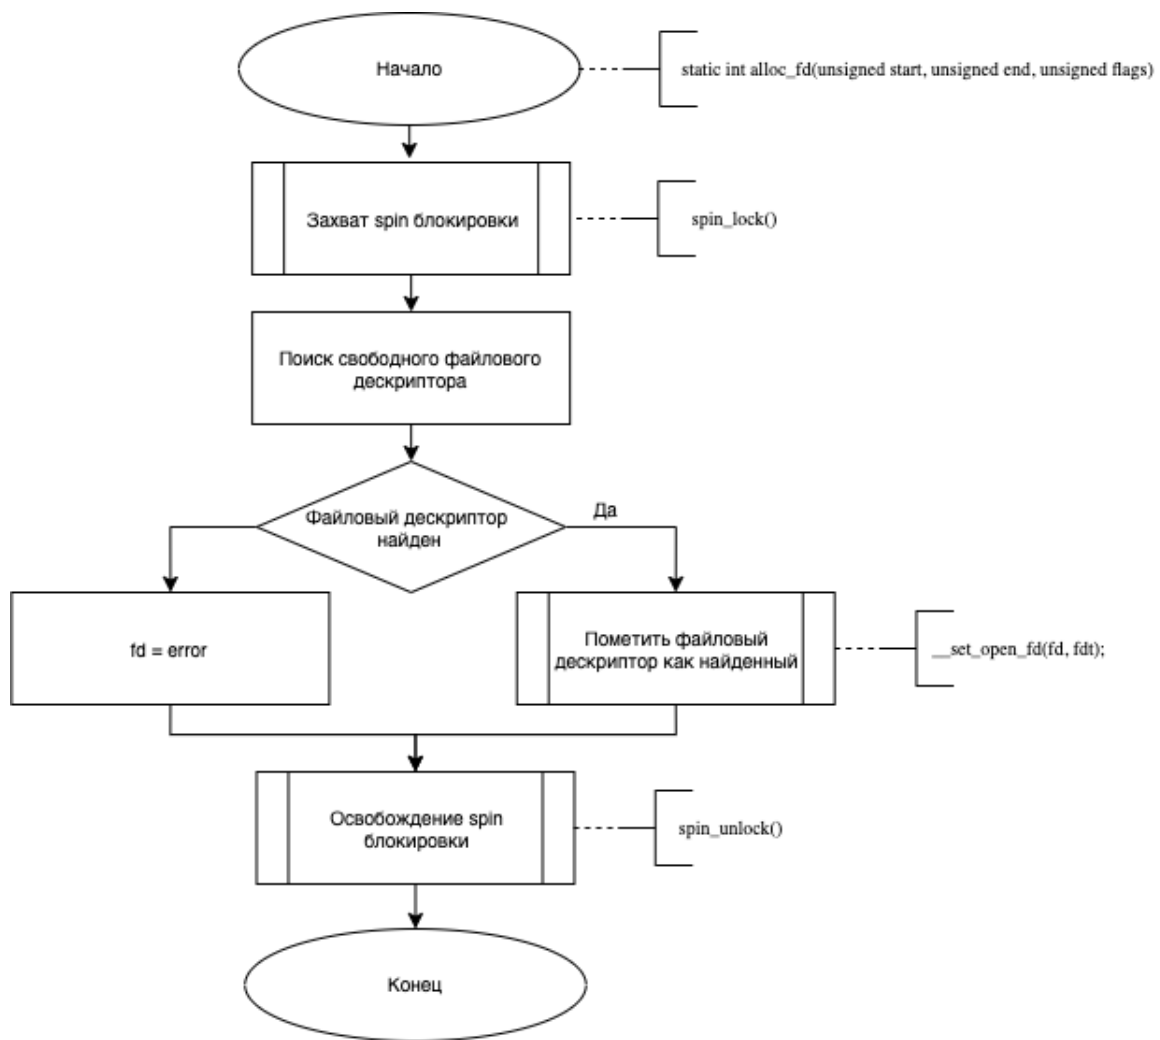 Начало
static int alloc_fd(unsigned start, unsigned end, unsigned flags)
Захват spin блокировки
spin_lock()
Поиск свободного файлового
дескриптора
Файловый дескриптор
найден
Да
fd = error
Пометить файловый
дескриптор как найденный
__set_open_fd(fd, fdt);
Освобождение spin
блокировки
spin_unlock()
Конец